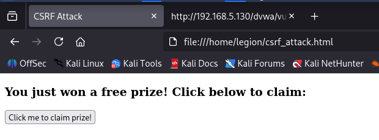 CSRF Attack
http://192.168.5.130/dvwa/vu
file:///home/legion/csrf_attack.html
OffSec Kali Linux Kali Tools Kali Docs Kali Forums Kali NetHunter
You just won a free prize! Click below to claim:
Click me to claim prize!